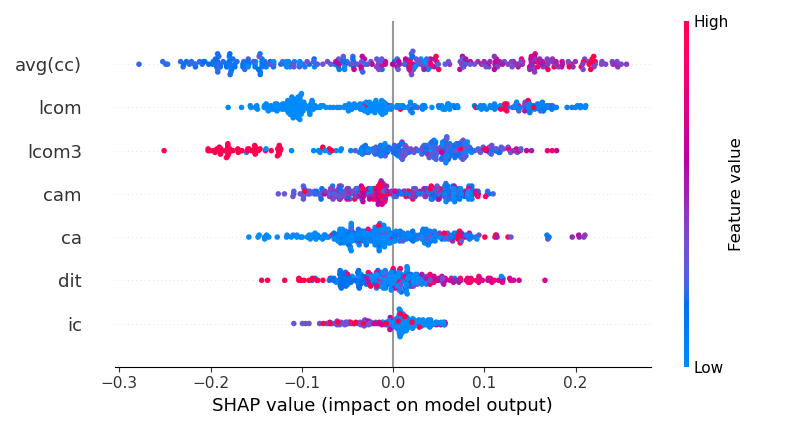 High
avg(cc)
lcom
lcom3
cam
ca
dit
ic
Feature value
Low
−0.3 −0.2 −0.1 0.0 0.1 0.2
SHAP value (impact on model output)